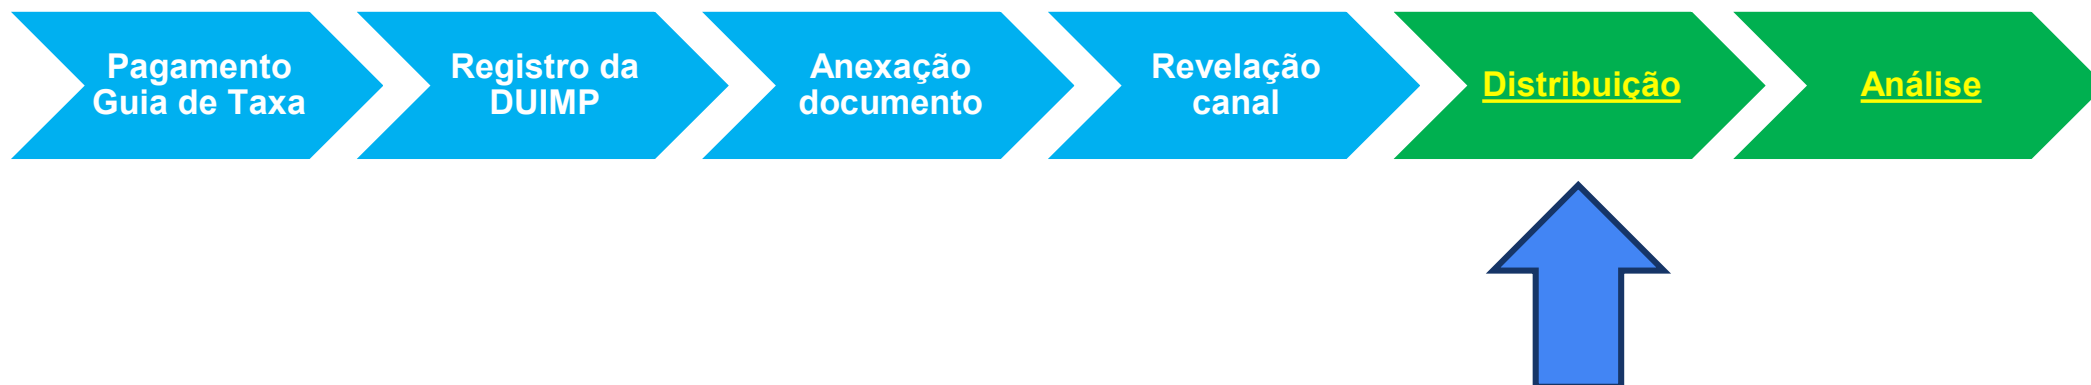 Pagamento
Guia de Taxa
Registro da
DUIMP
Anexação
documento
Revelação
canal
Distribuição
Análise